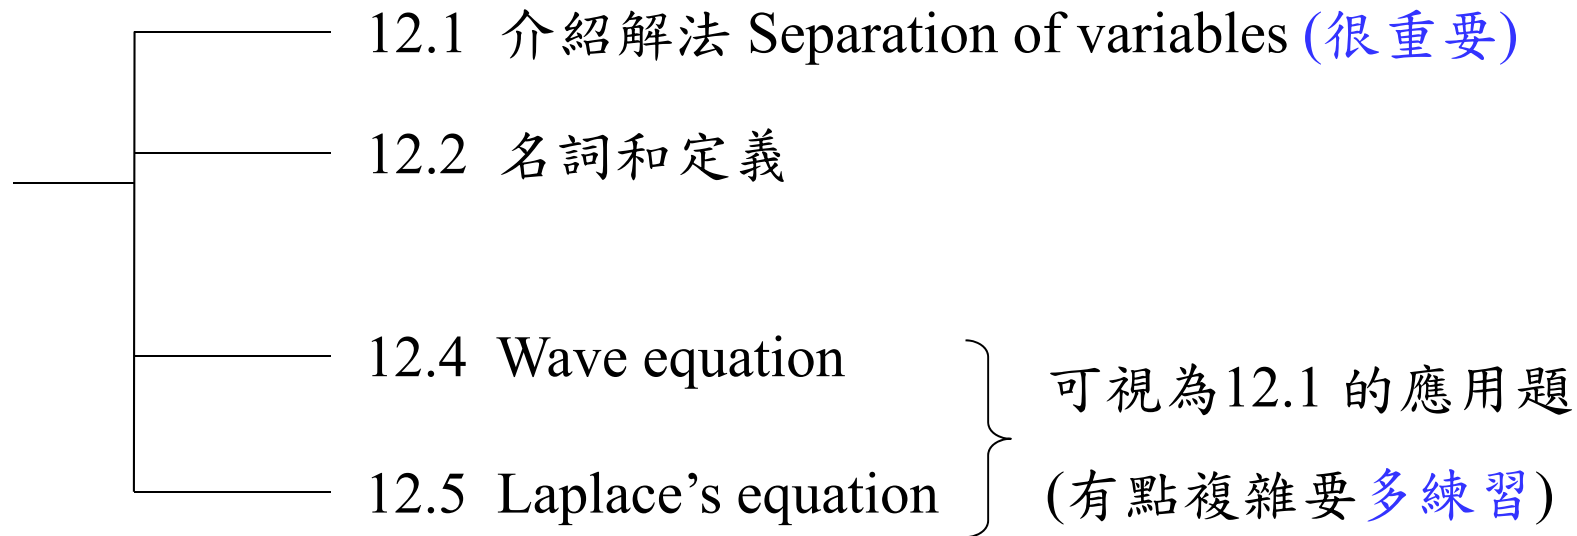 12.1 介紹解法 Separation of variables (很重要)
12.2 名詞和定義
12.4 Wave equation
可視為12.1 的應用題
12.5 Laplace’s equation
(有點複雜要多練習)